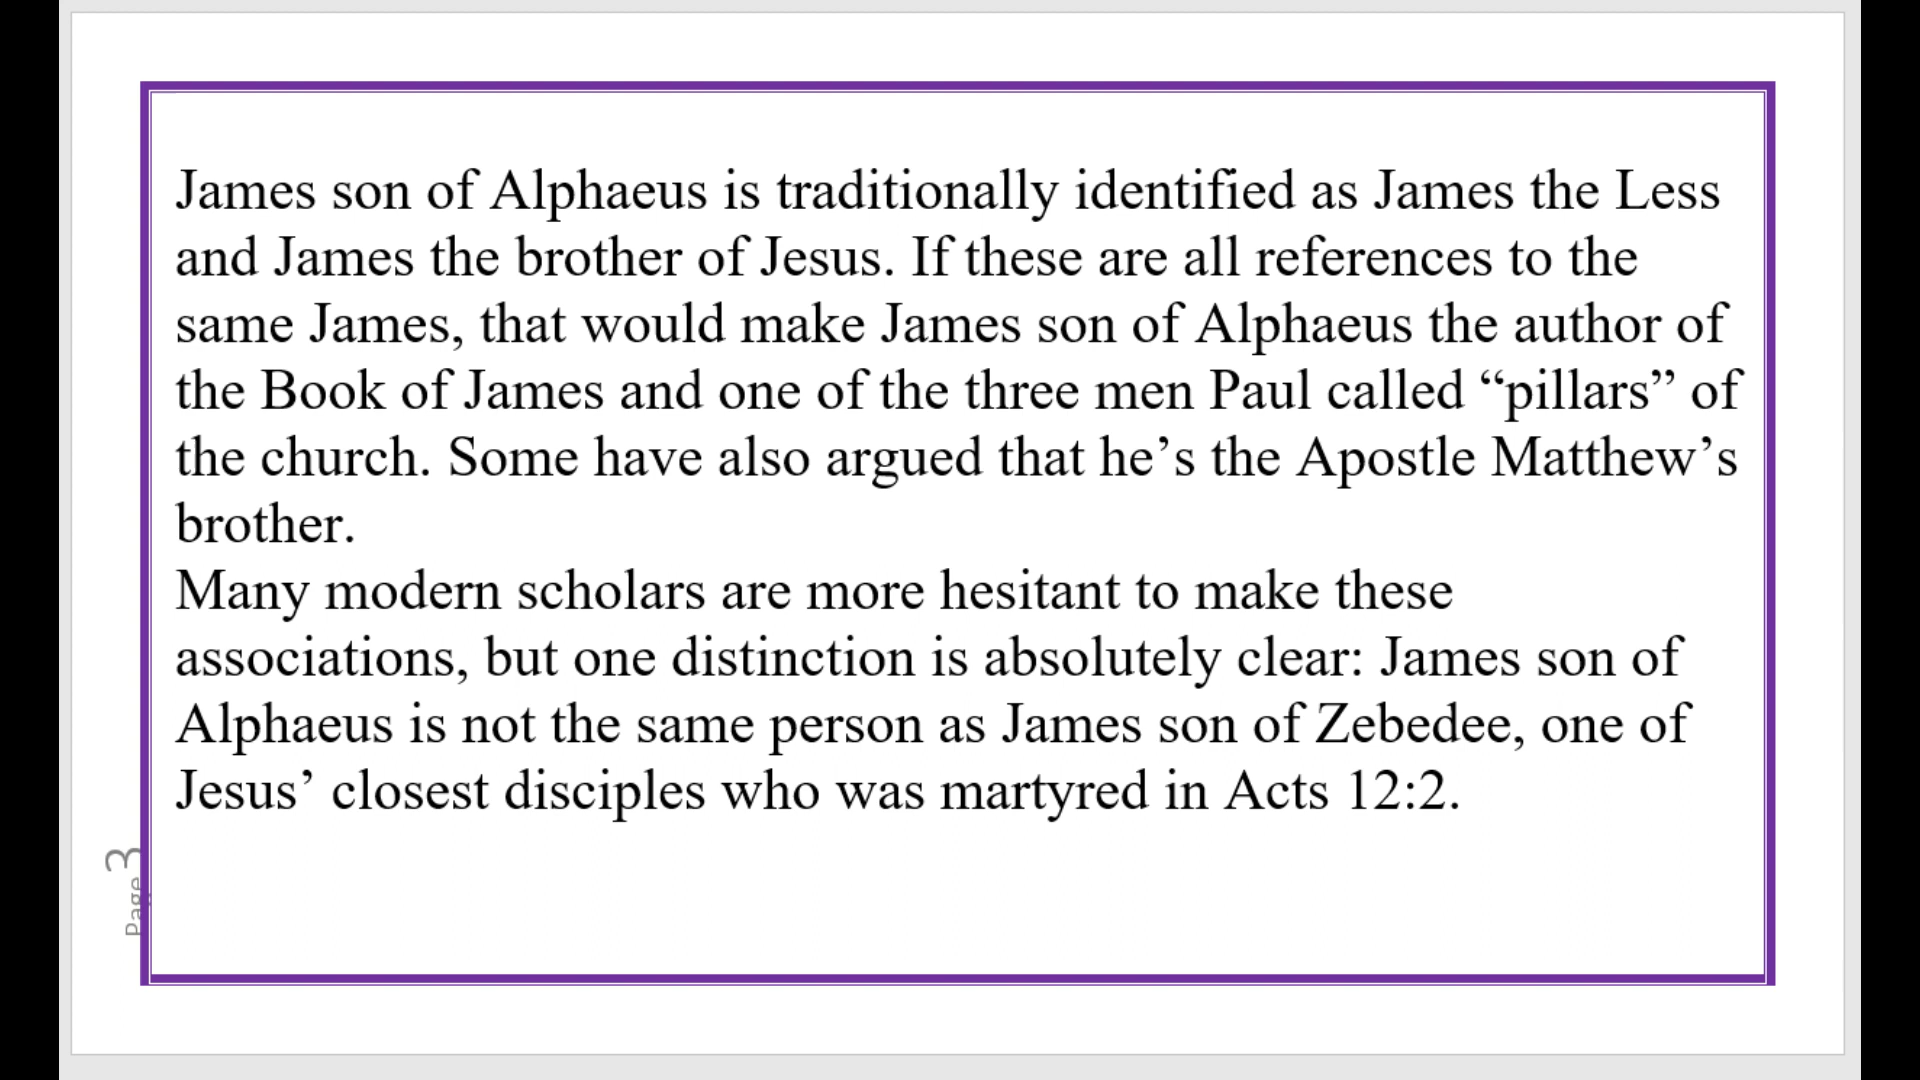 James son of Alphaeus is traditionally identified as James the Less
and James the brother of Jesus. If these are all references to the
same James, that would make James son of Alphaeus the author of
the Book of James and one of the three men Paul called “pillars” of
the church. Some have also argued that he’s the Apostle Matthew’s
brother.
Many modern scholars are more hesitant to make these
associations, but one distinction is absolutely clear: James son of
Alphaeus is not the same person as James son of Zebedee, one of
Jesus’ closest disciples who was martyred in Acts 12:2.
Page 3